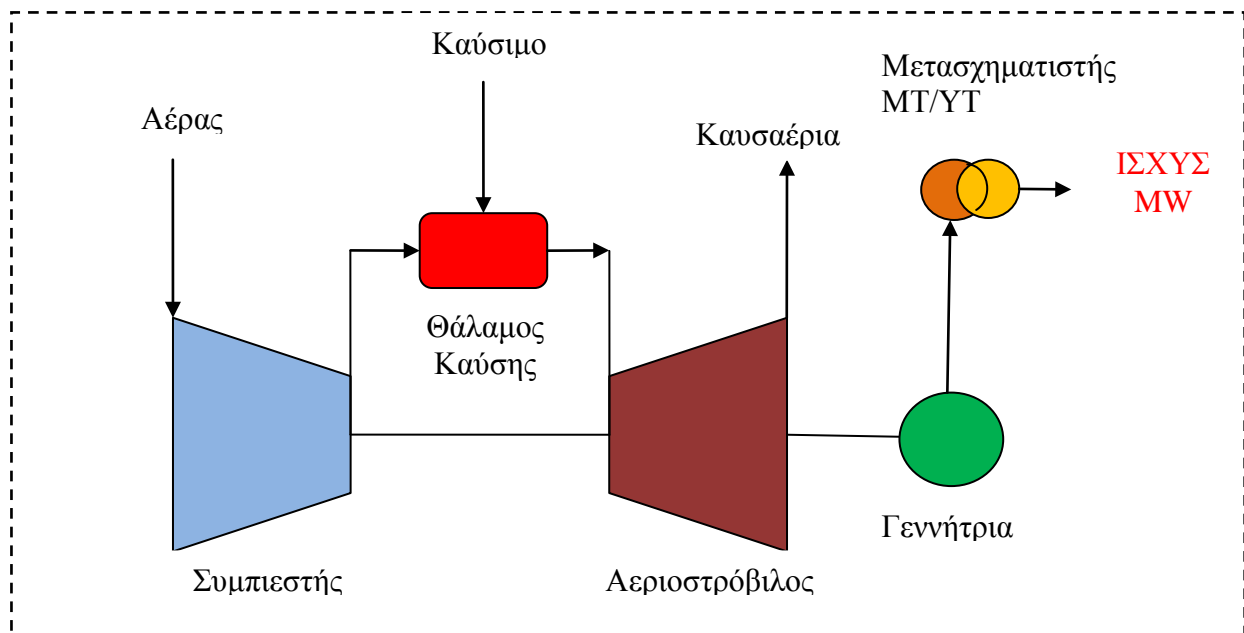 Καύσιμο
Μετασχηματιστής
ΜΤ/ΥΤ
Αέρας
Καυσαέρια
ΙΣΧΥΣ
MW
Θάλαμος
Καύσης
Γεννήτρια
Συμπιεστής
Αεριοστρόβιλος